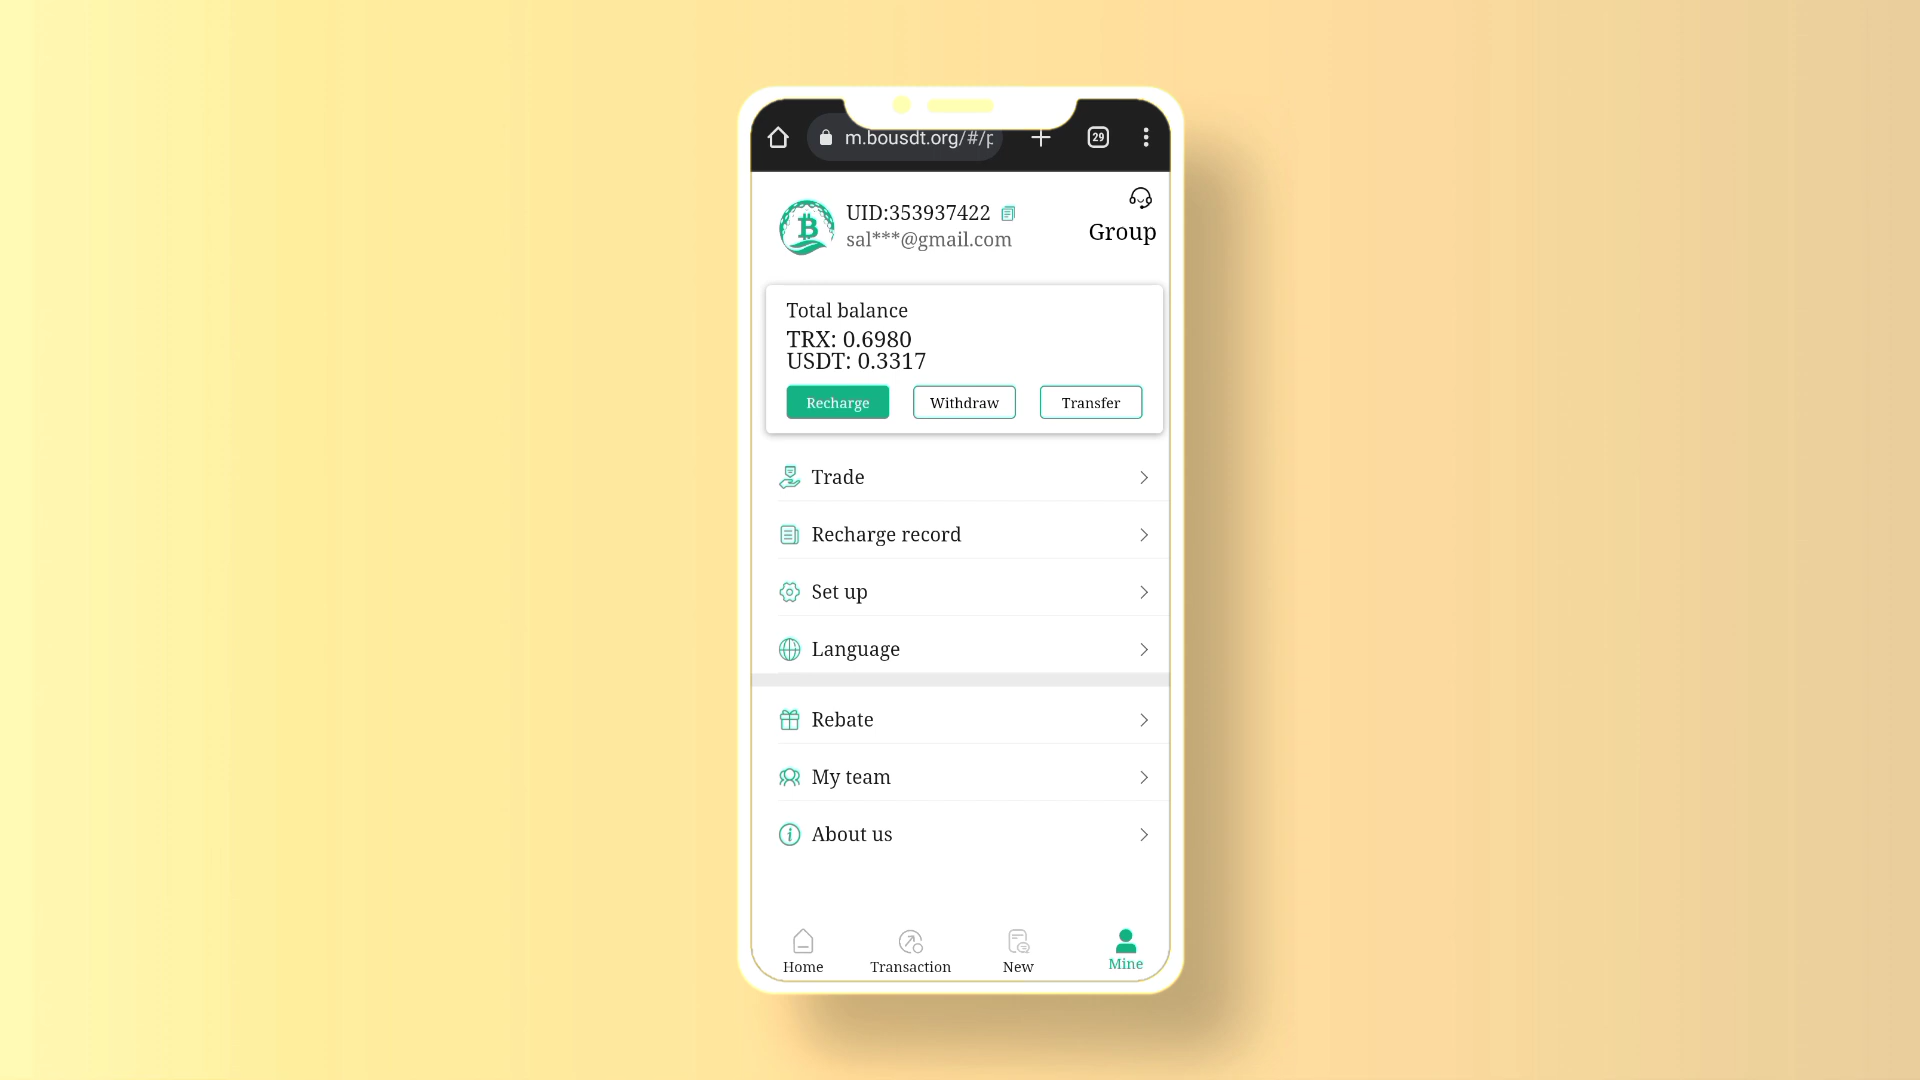 m.bousdt.org/#/p
29
UID:353937422
sal***@gmail.com
Group
Total balance
TRX: 0.6980
USDT: 0.3317
Recharge
Withdraw
Transfer
Trade
Recharge record
Set up
Language
Rebate
My team
About us
Home
Transaction
New
Mine